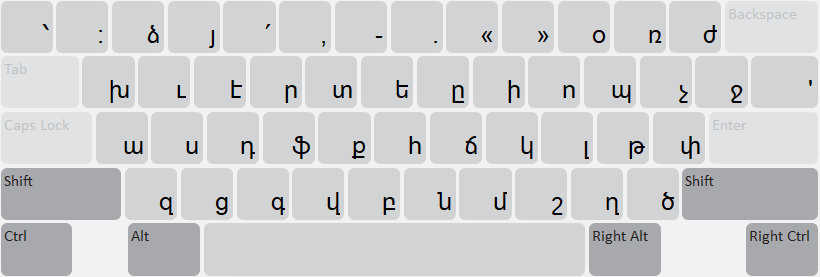 ՝ : ձ յ ՛ , - . « » օ ռ ժ Backspace
Tab խ ւ է ր տ ե ը ի ո պ չ ջ '
Caps Lock ա ս դ ֆ ք հ ճ կ լ թ փ Enter
Shift զ ց գ վ բ ն մ շ ղ ծ Shift
Ctrl Alt Right Alt Right Ctrl